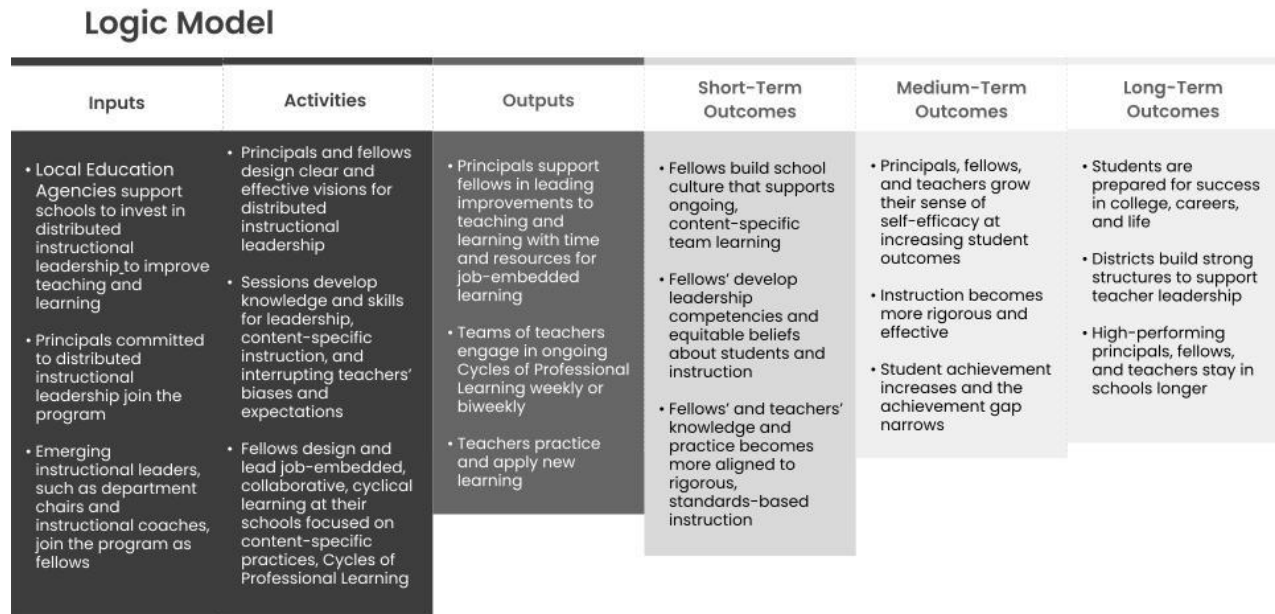 Logic Model
Inputs
Activities
Outputs
Short-Term
Outcomes
Medium-Term
Outcomes
Long-Term
Outcomes
• Local Education
Agencies support
schools to invest in
distributed
instructional
leadership to improve
teaching and
learning
• Principals committed
to distributed
instructional
leadership join the
program
• Emerging
instructional leaders,
such as department
chairs and
instructional coaches,
join the program as
fellows
• Principals and fellows
design clear and
effective visions for
distributed
instructional
leadership
• Sessions develop
knowledge and skills
for leadership,
content-specific
instruction, and
interrupting teachers’
biases and
expectations
• Fellows design and
lead job-embedded,
collaborative, cyclical
learning at their
schools focused on
content-specific
practices, Cycles of
Professional Learning
• Principals support
fellows in leading
improvements to
teaching and
learning with time
and resources for
job-embedded
learning
• Teams of teachers
engage in ongoing
Cycles of Professional
Learning weekly or
biweekly
• Teachers practice
and apply new
learning
• Fellows build school
culture that supports
ongoing,
content-specific
team learning
• Fellows’ develop
leadership
competencies and
equitable beliefs
about students and
instruction
• Fellows’ and teachers’
knowledge and
practice becomes
more aligned to
rigorous,
standards-based
instruction
• Principals, fellows,
and teachers grow
their sense of
self-efficacy at
increasing student
outcomes
• Instruction becomes
more rigorous and
effective
• Student achievement
increases and the
achievement gap
narrows
• Students are
prepared for success
in college, careers,
and life
• Districts build strong
structures to support
teacher leadership
• High-performing
principals, fellows,
and teachers stay in
schools longer